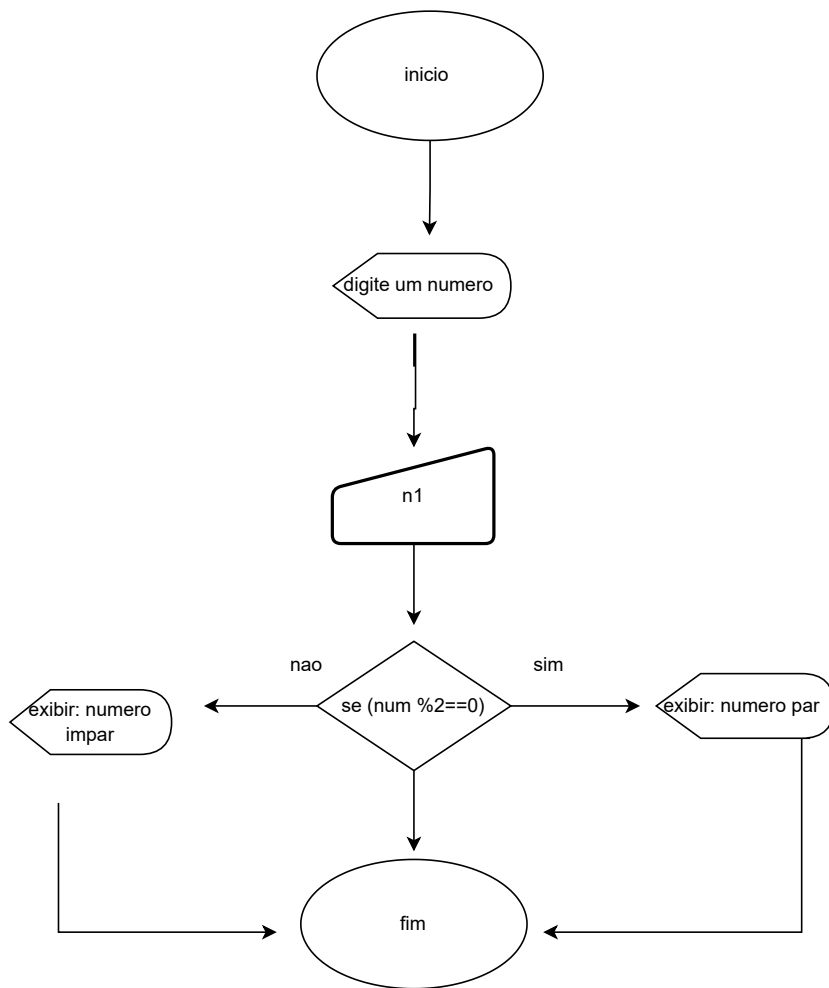 inicio
digite um numero
n1
nao
sim
se (num %2==0)
exibir: numero
impar
exibir: numero par
fim